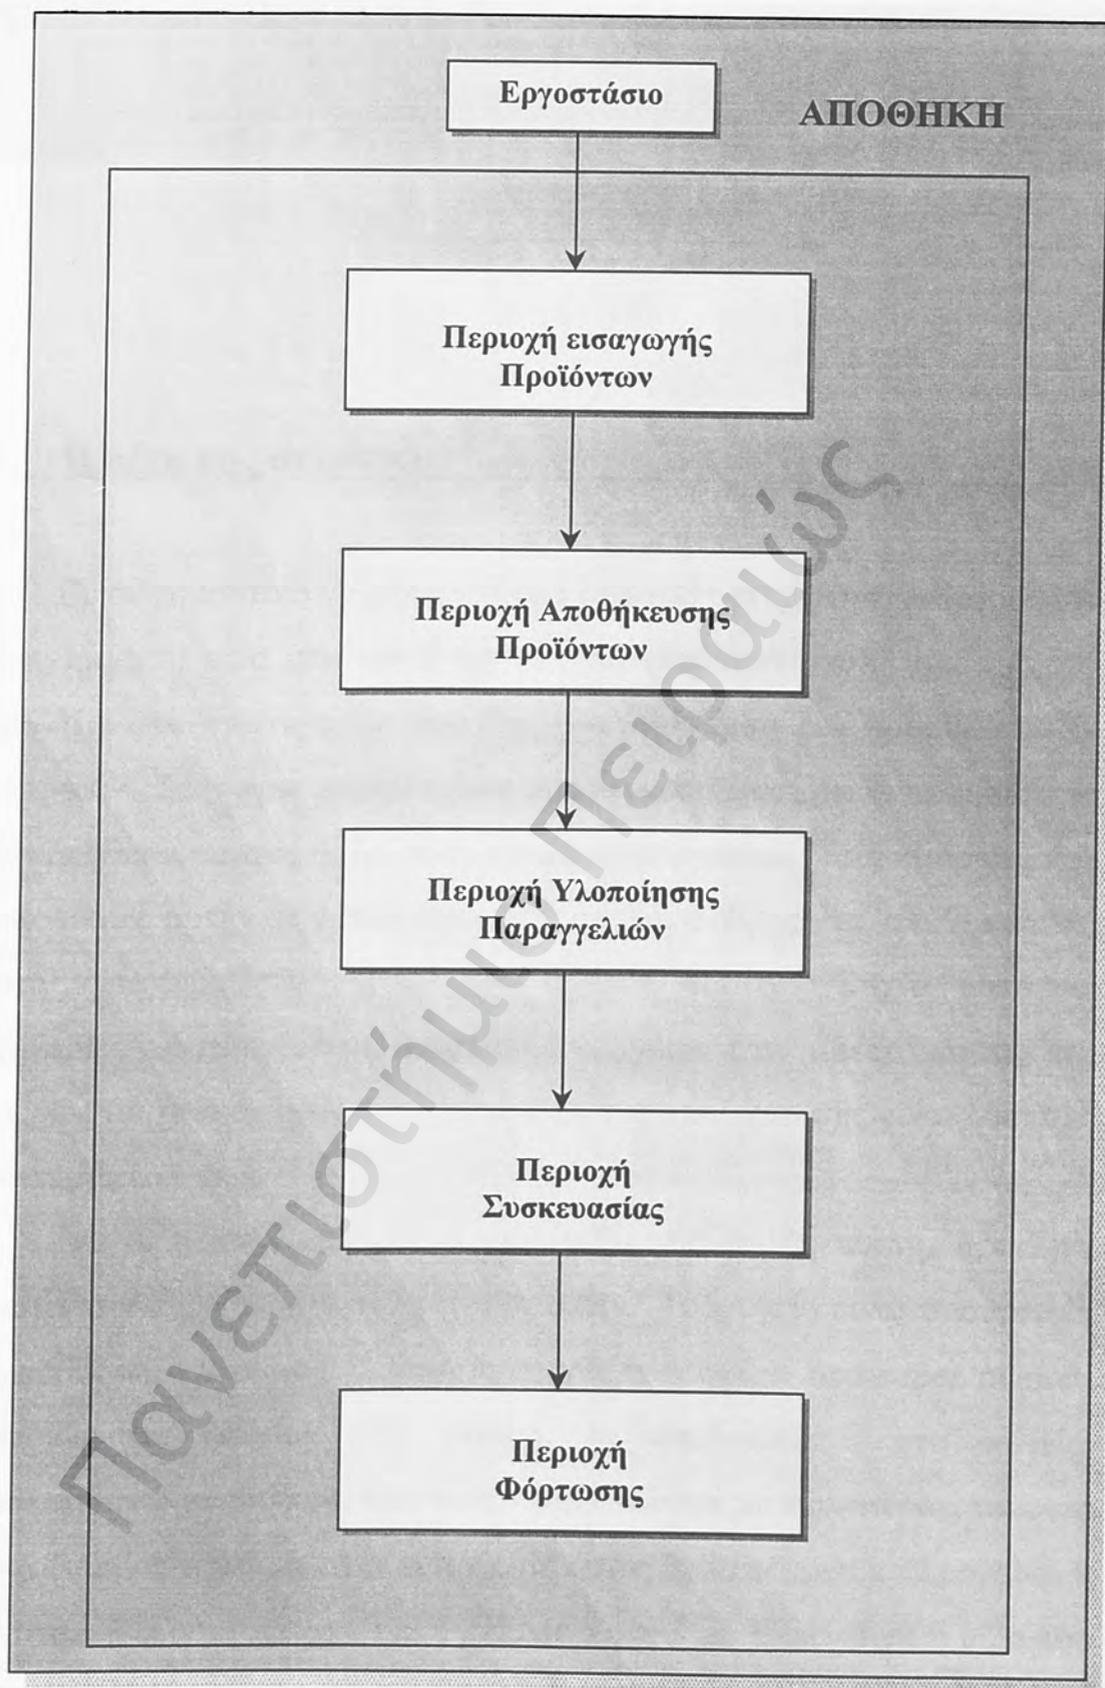 Εργοστάσιο
ΑΠΟΘΗΚΗ
Περιοχή εισαγωγής
Προϊόντων
Περιοχή Αποθήκευσης
Προϊόντων
Περιοχή Υλοποίησης
Παραγγελιών
Περιοχή
Συσκευασίας
Περιοχή
Φόρτωσης
Πανεπιστήμιο Πειραιώς